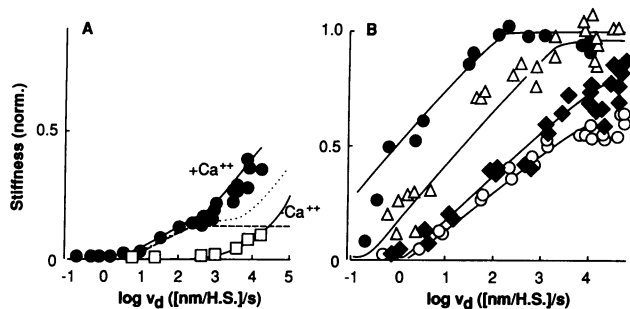 A
B
Stiffness (norm.)
0.5
0
+Ca++
-Ca++
-1 0 1 2 3 4 5
log vd ([nm/H.S.]/s)
1.0
0.5
0
-1 0 1 2 3 4
log vd ([nm/H.S.]/s)